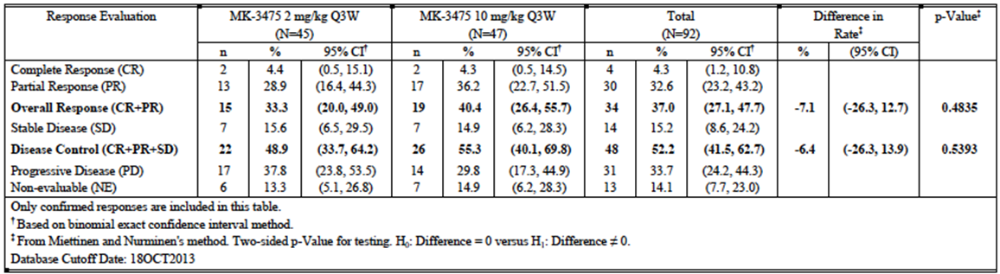 Response Evaluation MK-3475 2 mg/kg Q3W MK-3475 10 mg/kg Q3W Total Difference in p-Value‡
(N=45) (N=47) (N=92) Rate‡
n % 95% CI† n % 95% CI† n % 95% CI† % (95% CI)
Complete Response (CR) 2 4.4 (0.5, 15.1) 2 4.3 (0.5, 14.5) 4 4.3 (1.2, 10.8)
Partial Response (PR) 13 28.9 (16.4, 44.3) 17 36.2 (22.7, 51.5) 30 32.6 (23.2, 43.2)
Overall Response (CR+PR) 15 33.3 (20.0, 49.0) 19 40.4 (26.4, 55.7) 34 37.0 (27.1, 47.7) -7.1 (-26.3, 12.7) 0.4835
Stable Disease (SD) 7 15.6 (6.5, 29.5) 7 14.9 (6.2, 28.3) 14 15.2 (8.6, 24.2)
Disease Control (CR+PR+SD) 22 48.9 (33.7, 64.2) 26 55.3 (40.1, 69.8) 48 52.2 (41.5, 62.7) -6.4 (-26.3, 13.9) 0.5393
Progressive Disease (PD) 17 37.8 (23.8, 53.5) 14 29.8 (17.3, 44.9) 31 33.7 (24.2, 44.3)
Non-evaluable (NE) 6 13.3 (5.1, 26.8) 7 14.9 (6.2, 28.3) 13 14.1 (7.7, 23.0)
Only confirmed responses are included in this table.
† Based on binomial exact confidence interval method.
‡ From Miettinen and Nurminen's method. Two-sided p-Value for testing. H0: Difference = 0 versus H1: Difference ≠ 0.
Database Cutoff Date: 18OCT2013